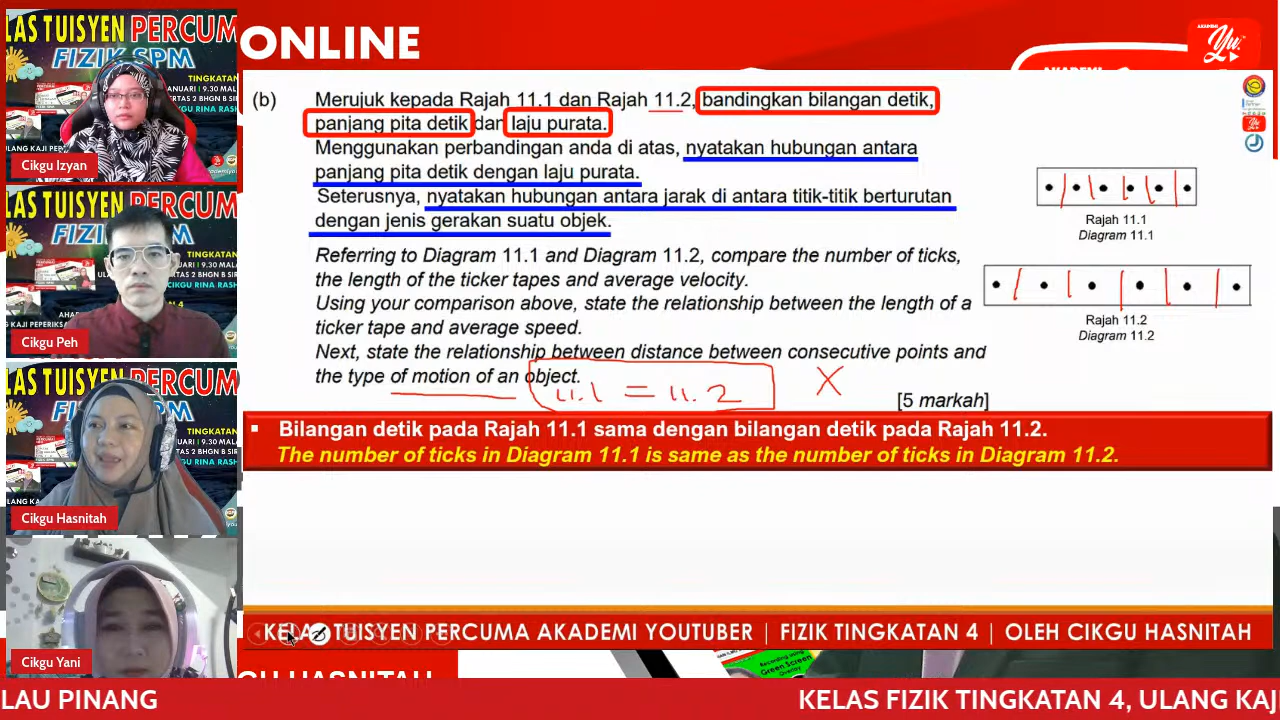 LAS TUISYEN PERCUM
FIZIK SPM
TINGKATAN
Cikgu Izyan
Cikgu Peh
Cikgu Hasnitah
Cikgu Yani
ONLINE
(b) Merujuk kepada Rajah 11.1 dan Rajah 11.2, bandingkan bilangan detik,
panjang pita detik dan laju purata.
Menggunakan perbandingan anda di atas, nyatakan hubungan antara
panjang pita detik dengan laju purata.
Seterusnya, nyatakan hubungan antara jarak di antara titik-titik berturutan
dengan jenis gerakan suatu objek.
Referring to Diagram 11.1 and Diagram 11.2, compare the number of ticks,
the length of the ticker tapes and average velocity.
Using your comparison above, state the relationship between the length of a
ticker tape and average speed.
Next, state the relationship between distance between consecutive points and
the type of motion of an object.
11.1 = 11.2 X
[5 markah]
Rajah 11.1
Diagram 11.1
Rajah 11.2
Diagram 11.2
Bilangan detik pada Rajah 11.1 sama dengan bilangan detik pada Rajah 11.2.
The number of ticks in Diagram 11.1 is same as the number of ticks in Diagram 11.2.
KELAS TUISYEN PERCUMA AKADEMI YOUTUBER | FIZIK TINGKATAN 4 | OLEH CIKGU HASNITAH
LAU PINANG
KELAS FIZIK TINGKATAN 4, ULANG KAJ